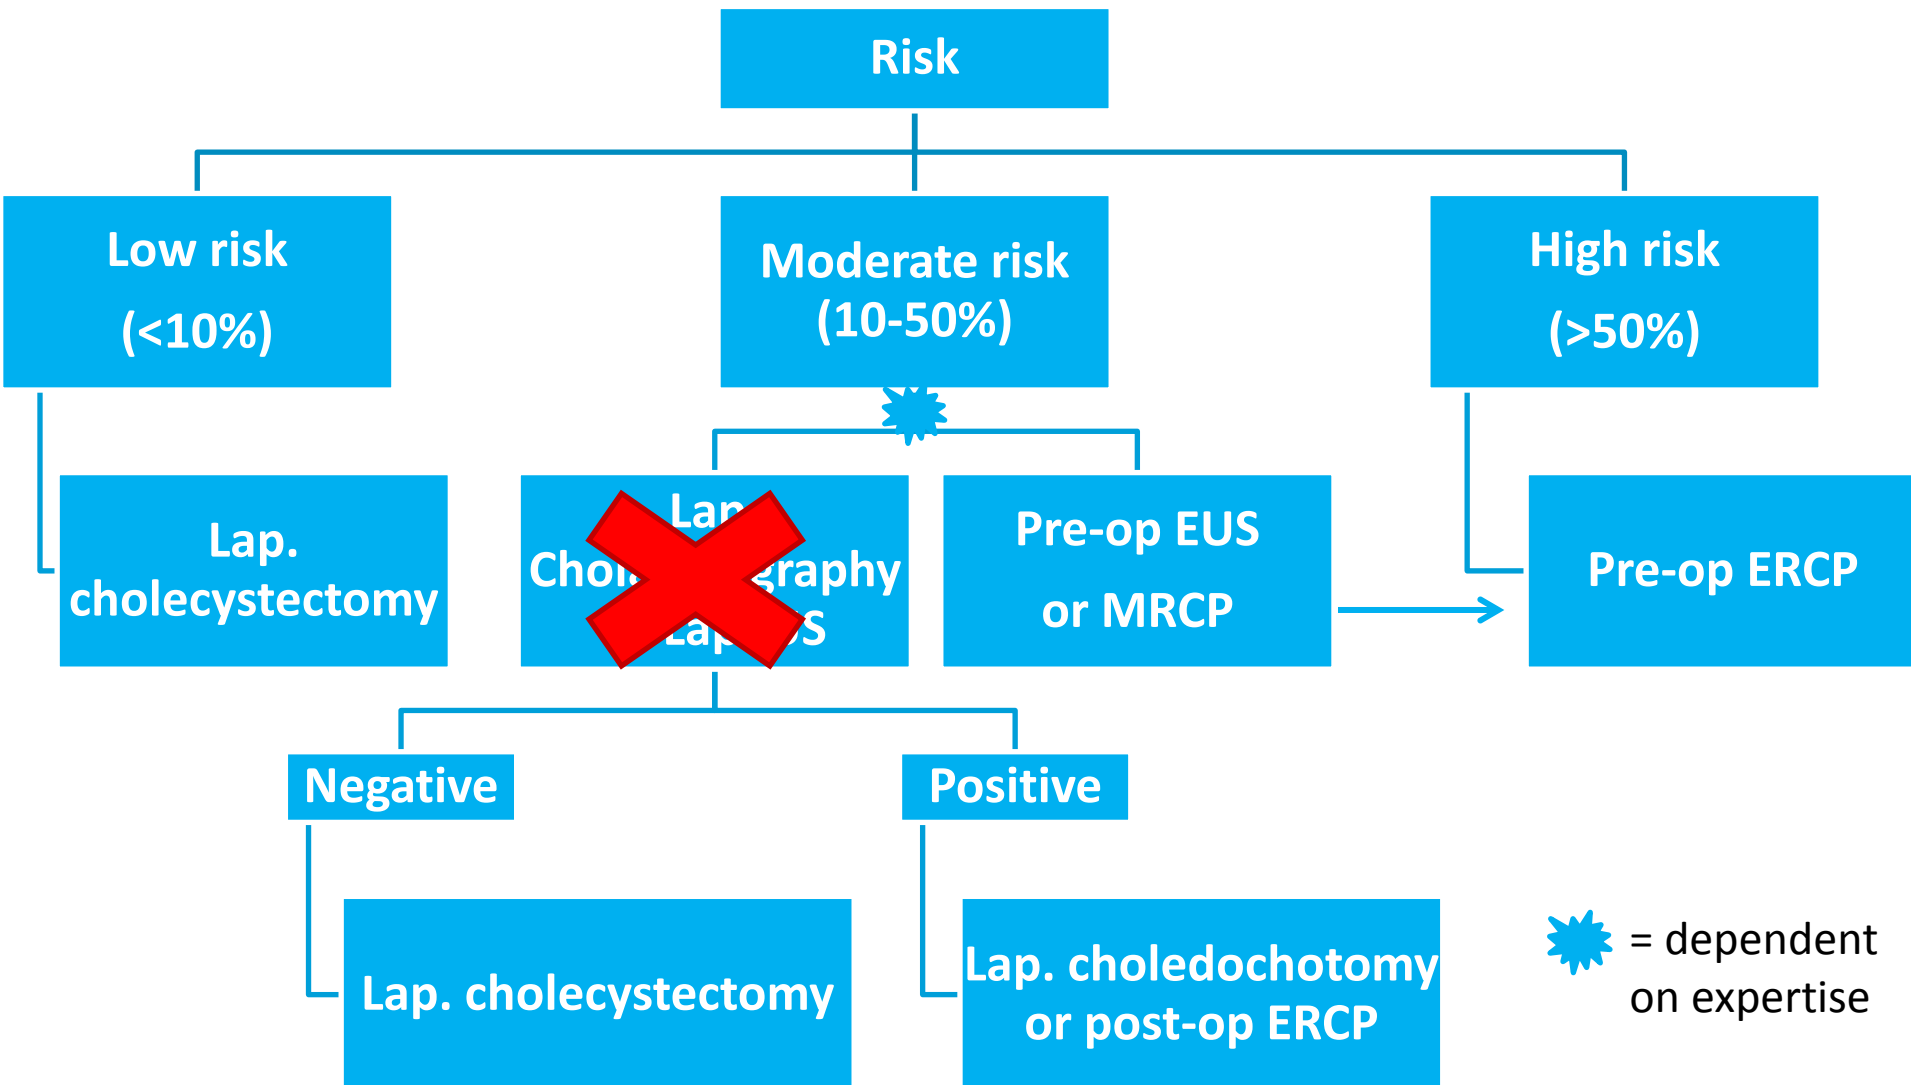 Risk
Low risk
(<10%)
Moderate risk
(10-50%)
High risk
(>50%)
Lap.
cholecystectomy
Lap
Pre-op EUS
or MRCP
Pre-op ERCP
Negative
Positive
Lap. cholecystectomy
Lap. choledochotomy
or post-op ERCP
= dependent
on expertise